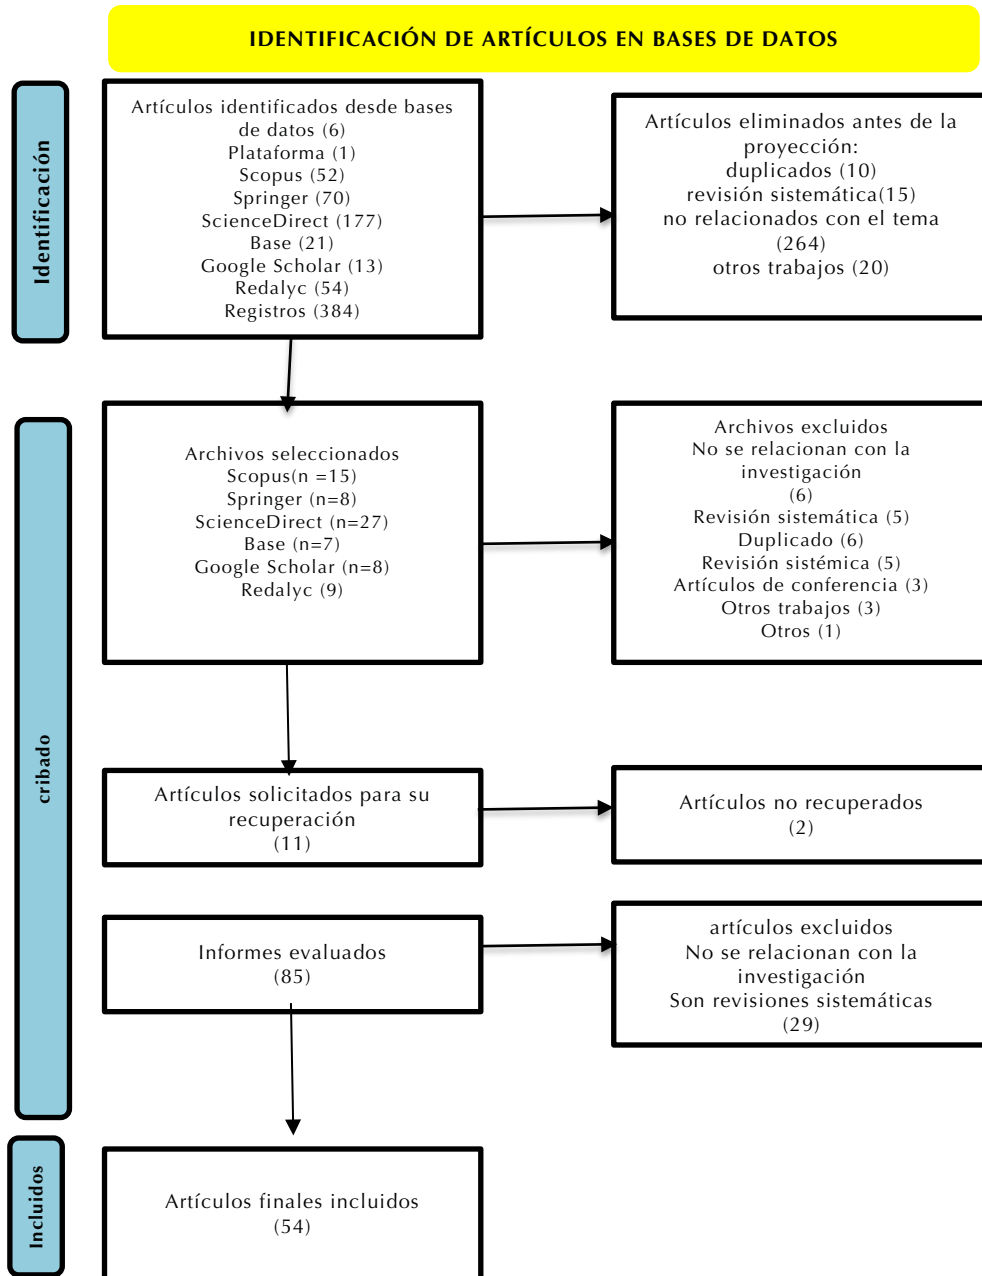 IDENTIFICACIÓN DE ARTÍCULOS EN BASES DE DATOS
Identificación
Artículos identificados desde bases
de datos (6)
Plataforma (1)
Scopus (52)
Springer (70)
ScienceDirect (177)
Base (21)
Google Scholar (13)
Redalyc (54)
Registros (384)
Artículos eliminados antes de la
proyección:
duplicados (10)
revisión sistemática(15)
no relacionados con el tema
(264)
otros trabajos (20)
cribado
Archivos seleccionados
Scopus(n =15)
Springer (n=8)
ScienceDirect (n=27)
Base (n=7)
Google Scholar (n=8)
Redalyc (9)
Archivos excluidos
No se relacionan con la
investigación
(6)
Revisión sistemática (5)
Duplicado (6)
Revisión sistémica (5)
Artículos de conferencia (3)
Otros trabajos (3)
Otros (1)
Artículos solicitados para su
recuperación
(11)
Artículos no recuperados
(2)
Informes evaluados
(85)
artículos excluidos
No se relacionan con la
investigación
Son revisiones sistemáticas
(29)
Incluidos
Artículos finales incluidos
(54)